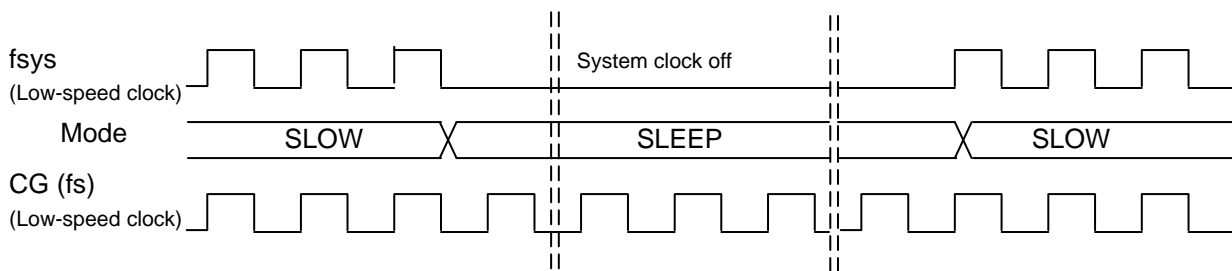 fsys
(Low-speed clock)
System clock off
Mode
SLOW
SLEEP
SLOW
CG (fs)
(Low-speed clock)